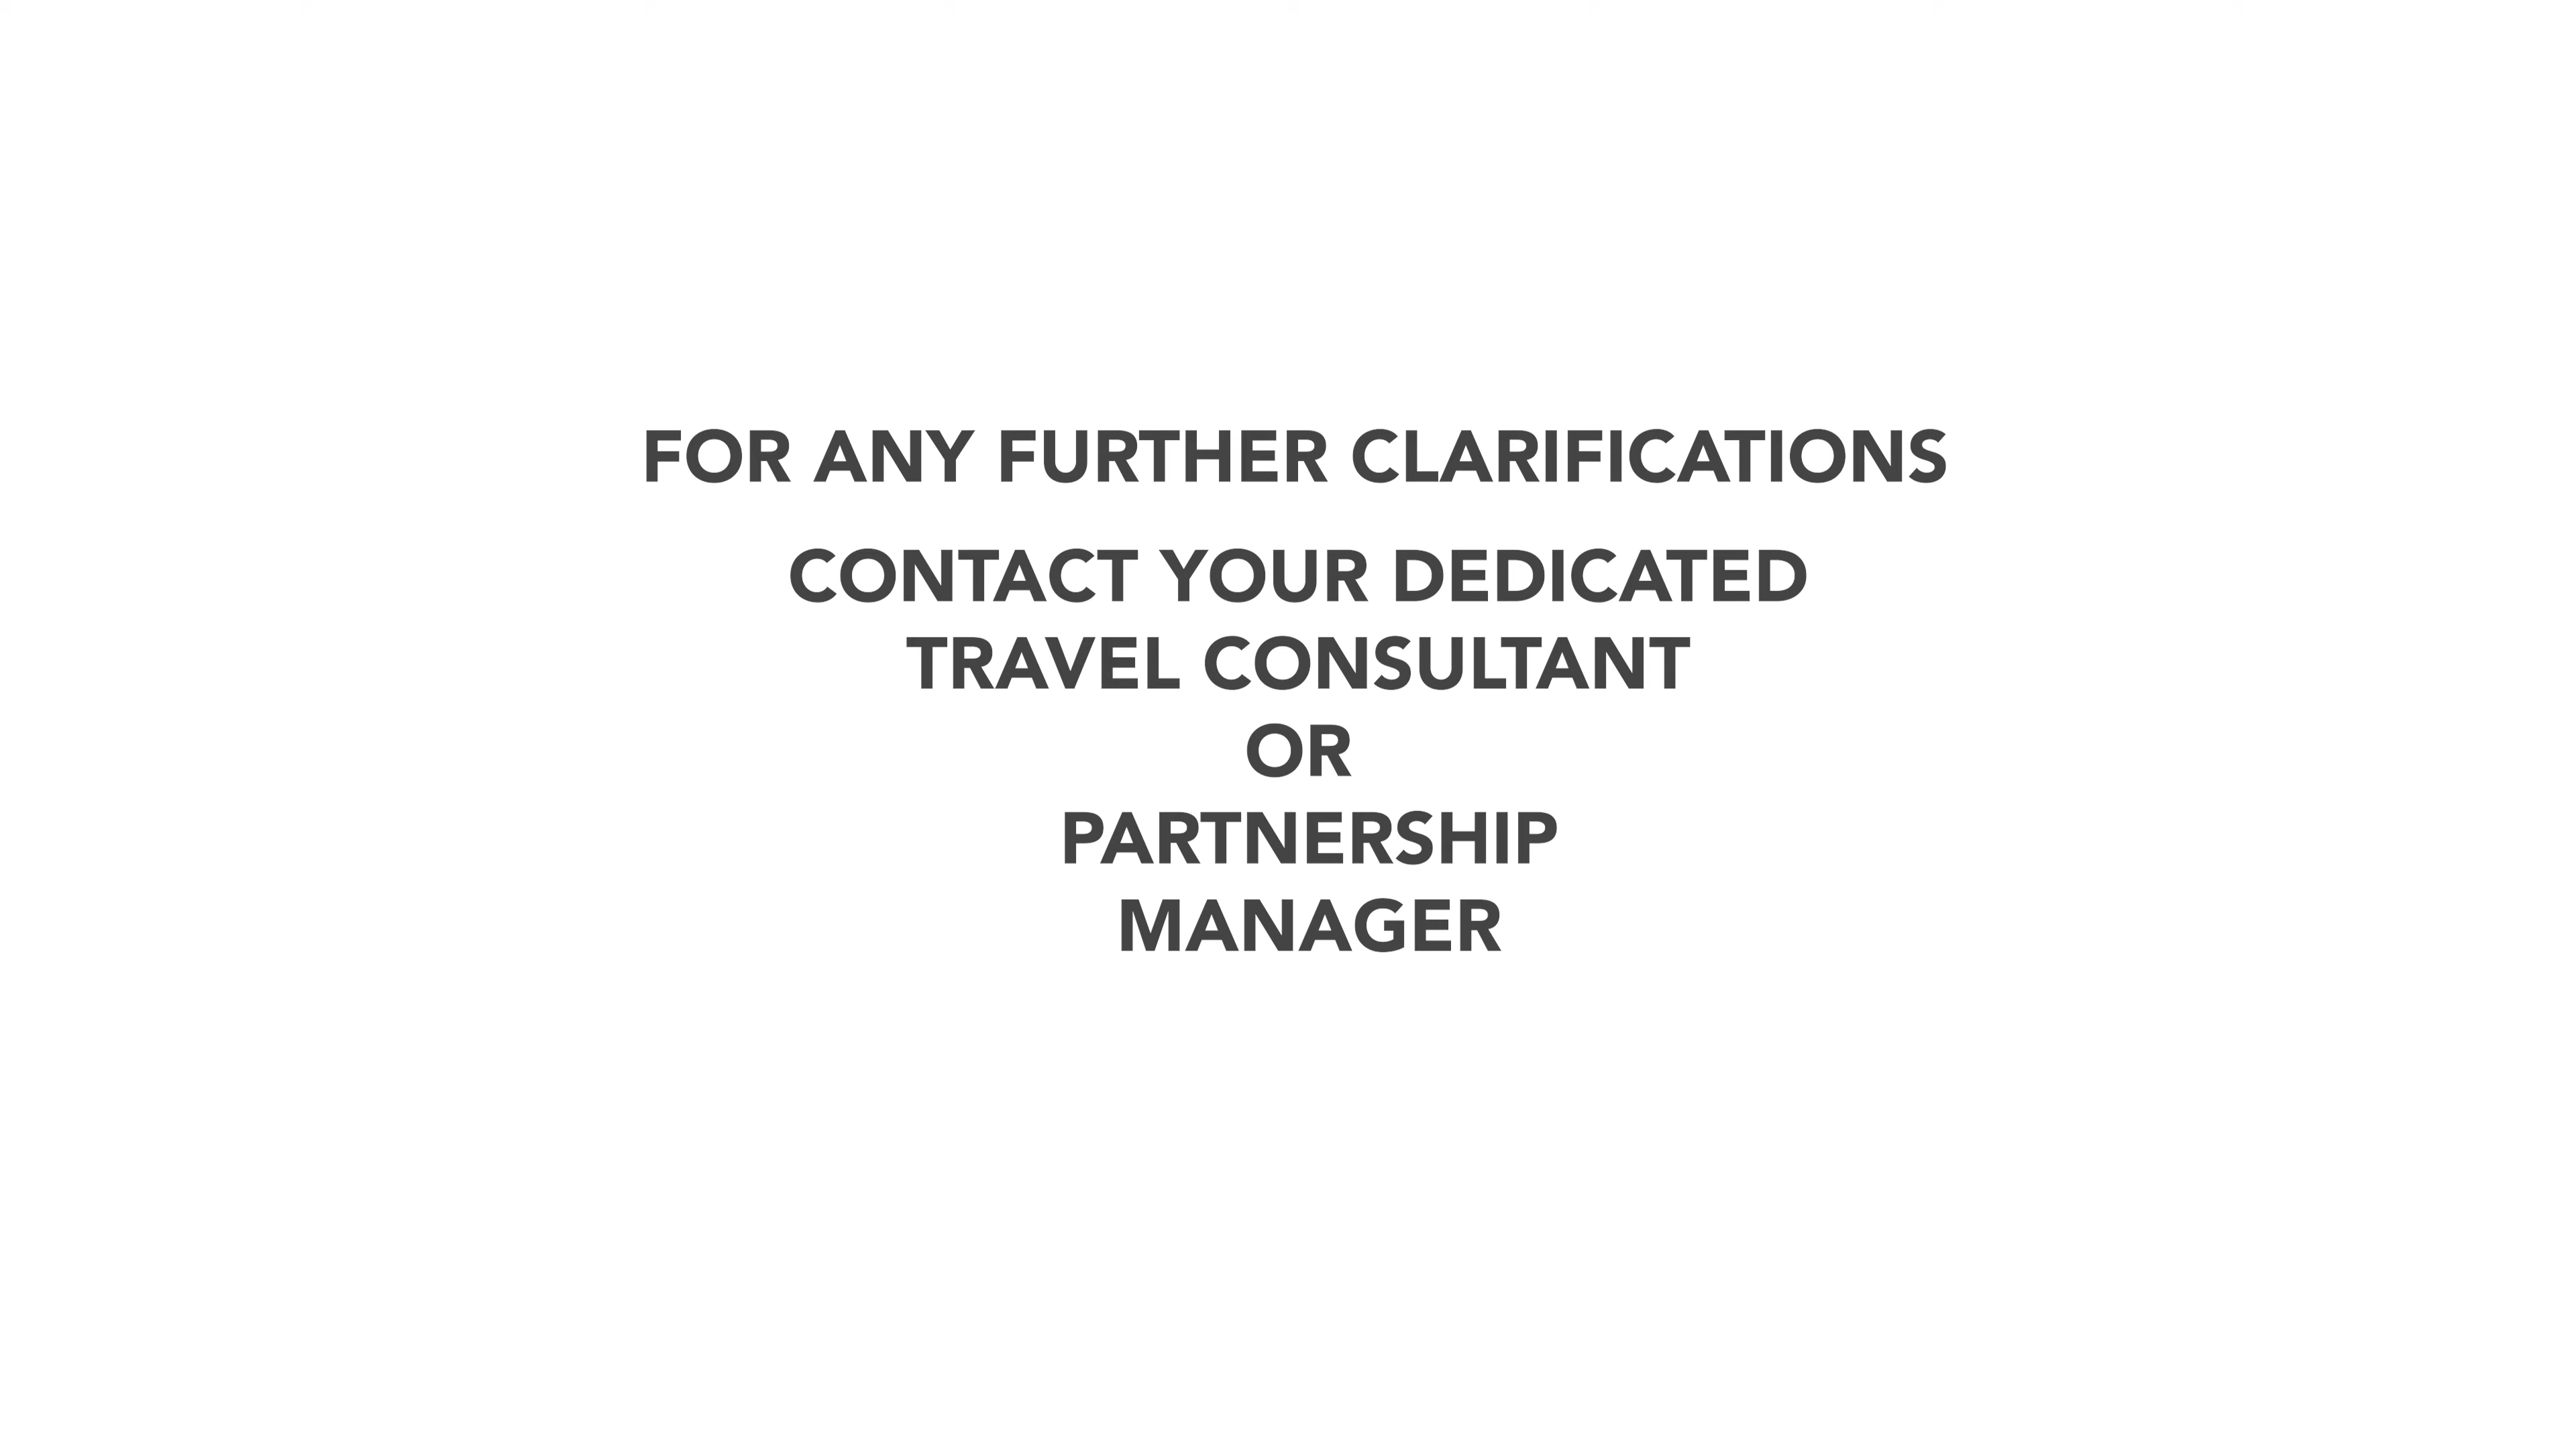 FOR ANY FURTHER CLARIFICATIONS
CONTACT YOUR DEDICATED
TRAVEL CONSULTANT
OR
PARTNERSHIP
MANAGER